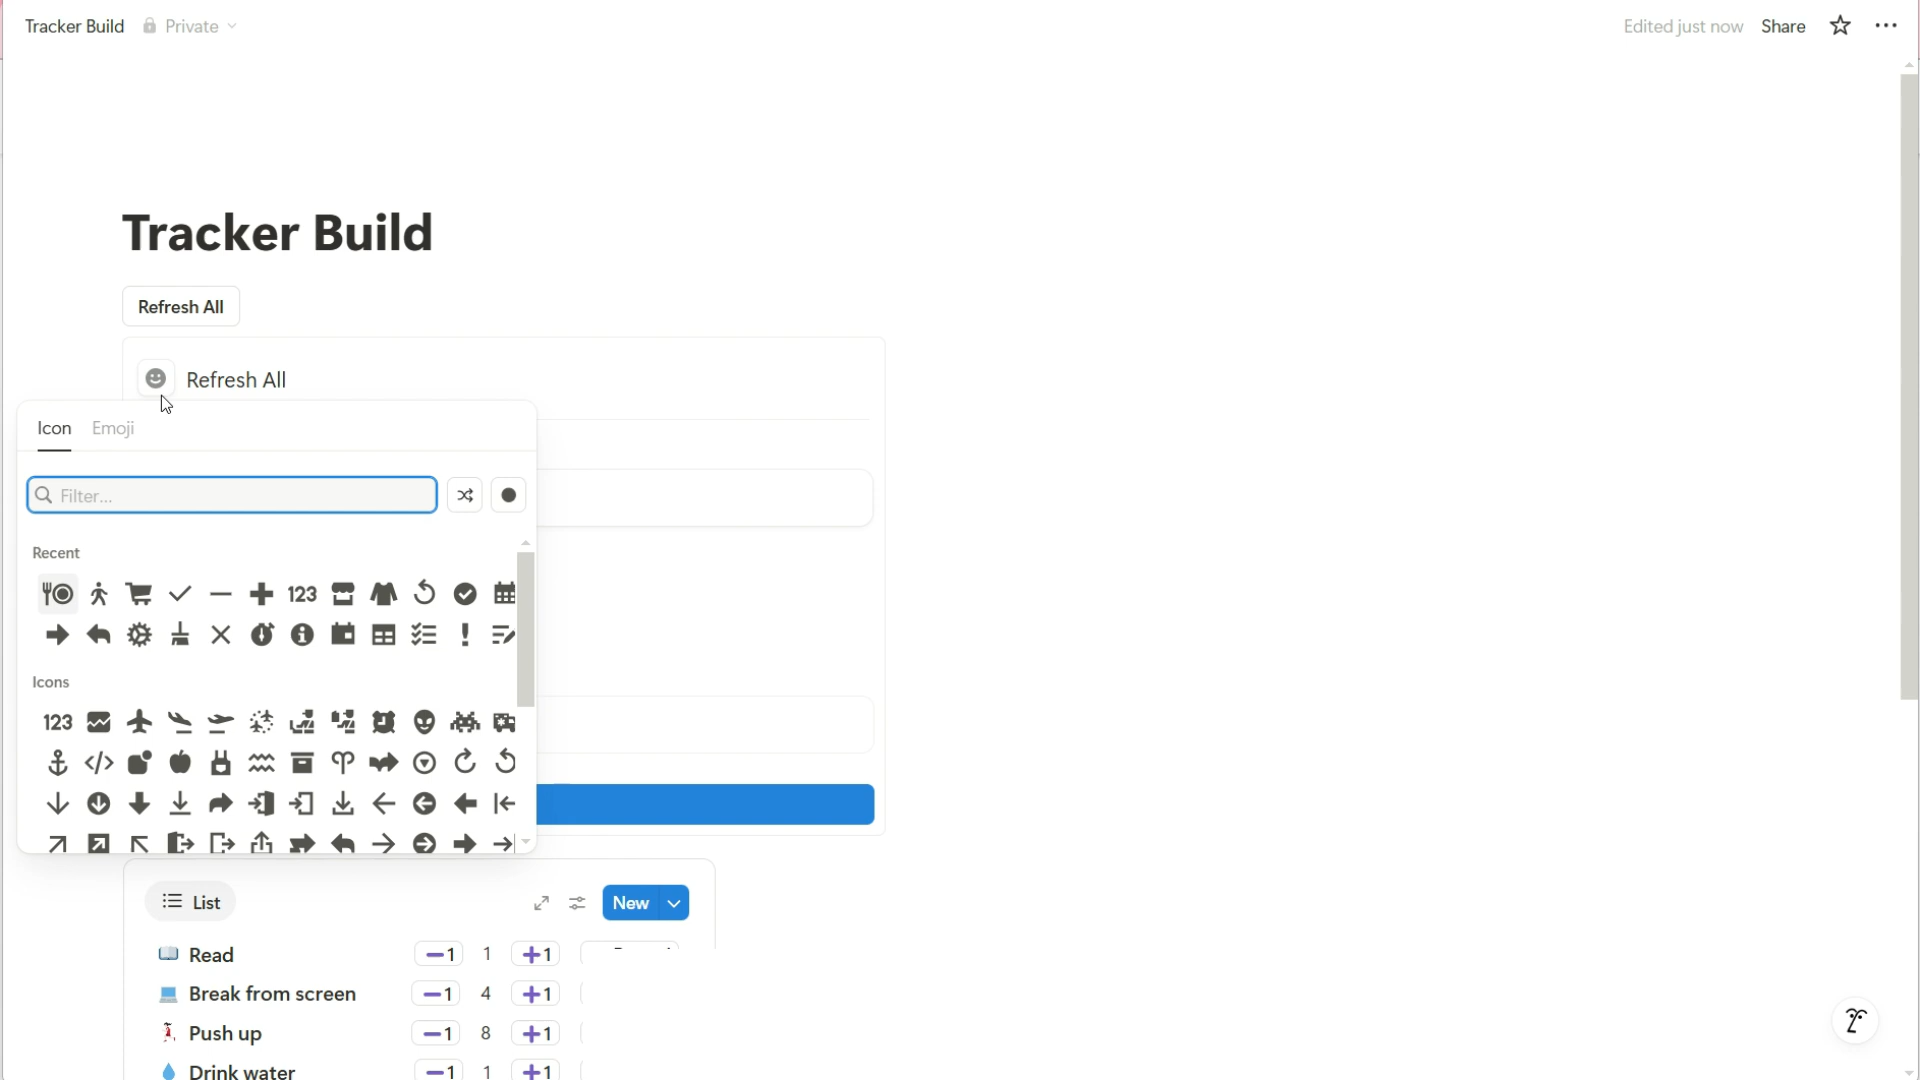 Tracker Build Private Edited just now Share
Tracker Build
Refresh All
Refresh All
Icon Emoji
Filter...
Recent
123
Icons
123
List New
Read −1 1 +1
Break from screen −1 4 +1
Push up −1 8 +1
Drink water −1 1 +1